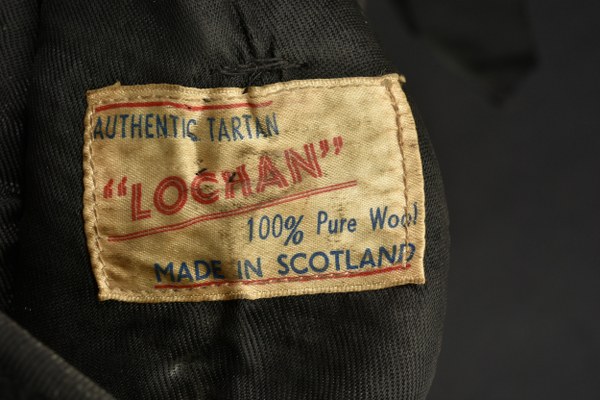 AUTHENTIC TARTAN
“LOCHAN”
100% Pure Wool
MADE IN SCOTLAND